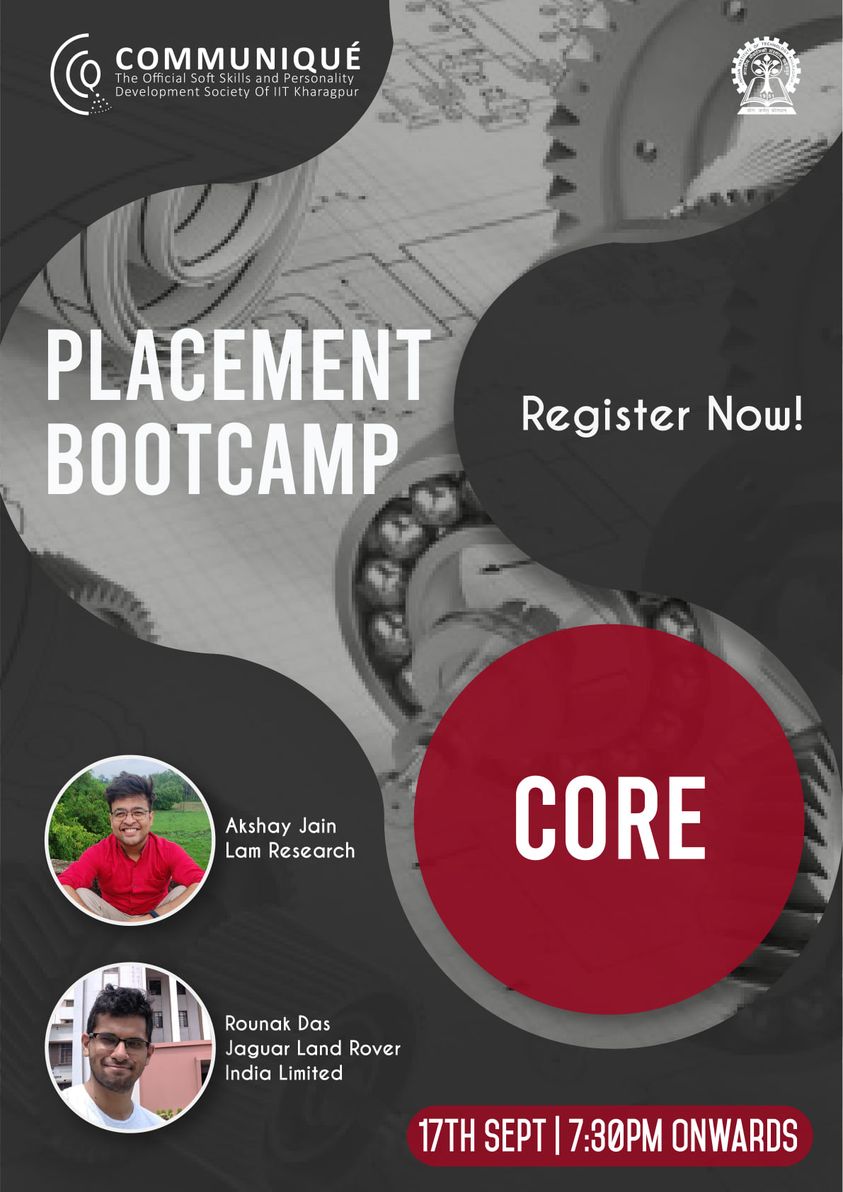 COMMUNIQUÉ
The Official Soft Skills and Personality
Development Society Of IIT Kharagpur
PLACEMENT
BOOTCAMP
Register Now!
CORE
Akshay Jain
Lam Research
Rounak Das
Jaguar Land Rover
India Limited
17TH SEPT | 7:30PM ONWARDS